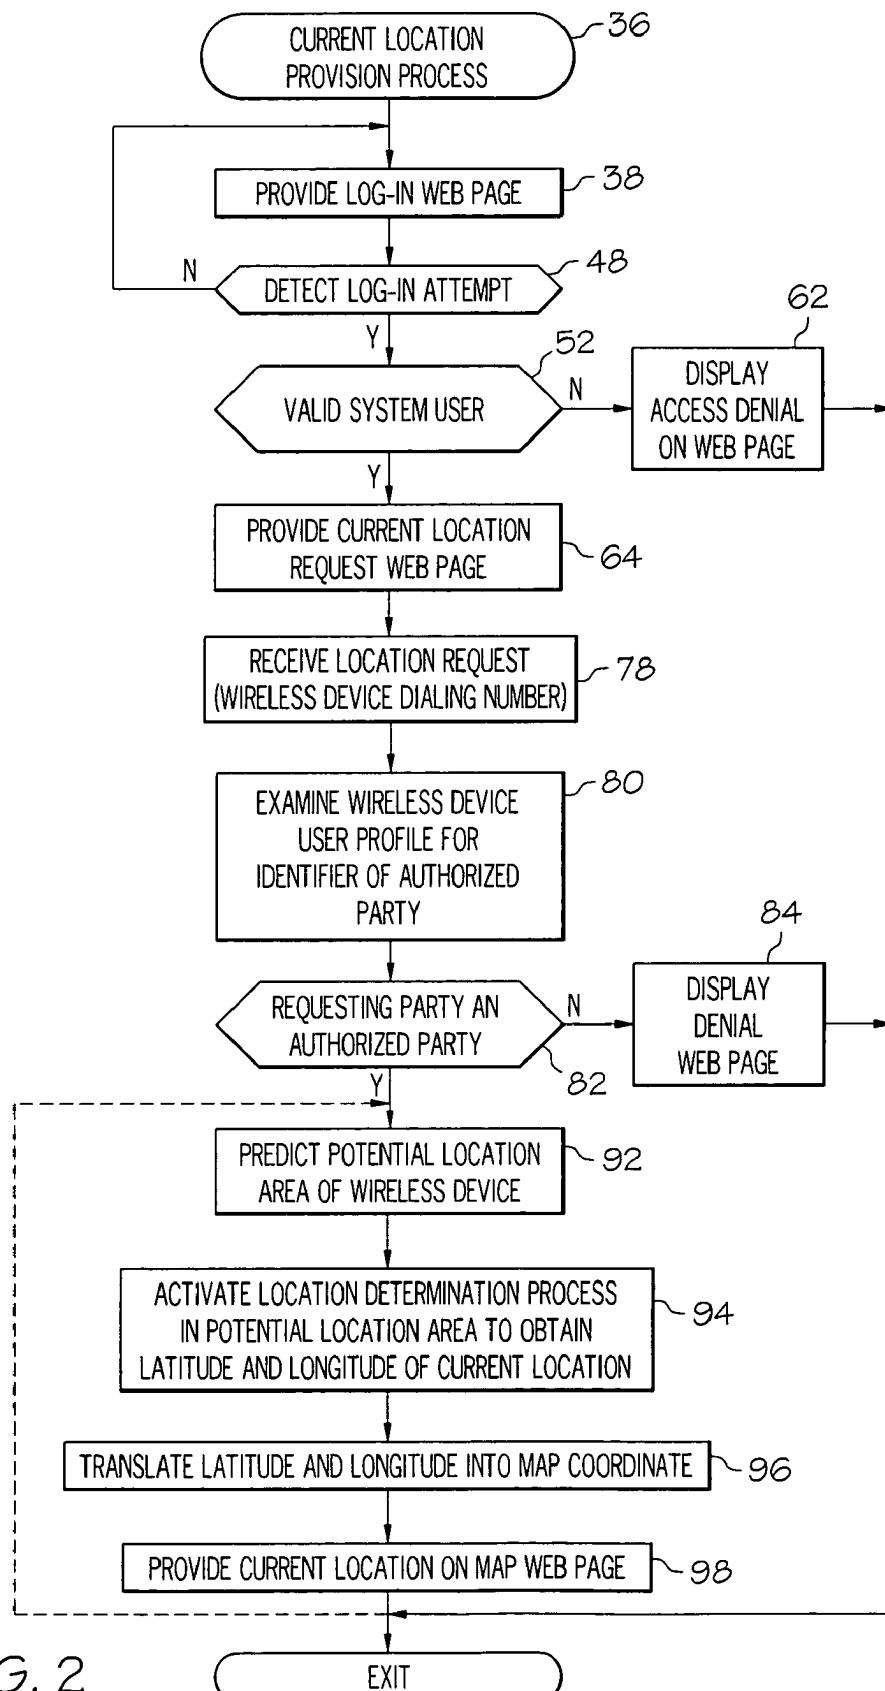 CURRENT LOCATION
PROVISION PROCESS
36
PROVIDE LOG-IN WEB PAGE
38
N
DETECT LOG-IN ATTEMPT
48
Y
52
62
VALID SYSTEM USER
N
DISPLAY
ACCESS DENIAL
ON WEB PAGE
Y
PROVIDE CURRENT LOCATION
REQUEST WEB PAGE
64
RECEIVE LOCATION REQUEST
(WIRELESS DEVICE DIALING NUMBER)
78
EXAMINE WIRELESS DEVICE
USER PROFILE FOR
IDENTIFIER OF AUTHORIZED
PARTY
80
84
REQUESTING PARTY AN
AUTHORIZED PARTY
N
82
DISPLAY
DENIAL
WEB PAGE
Y
PREDICT POTENTIAL LOCATION
AREA OF WIRELESS DEVICE
92
ACTIVATE LOCATION DETERMINATION PROCESS
IN POTENTIAL LOCATION AREA TO OBTAIN
LATITUDE AND LONGITUDE OF CURRENT LOCATION
94
TRANSLATE LATITUDE AND LONGITUDE INTO MAP COORDINATE
96
PROVIDE CURRENT LOCATION ON MAP WEB PAGE
98
G. 2
EXIT